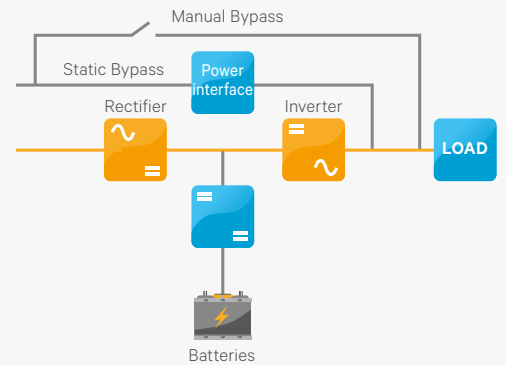 Manual Bypass
Static Bypass
Power
interface
Rectifier
Inverter
LOAD
Batteries